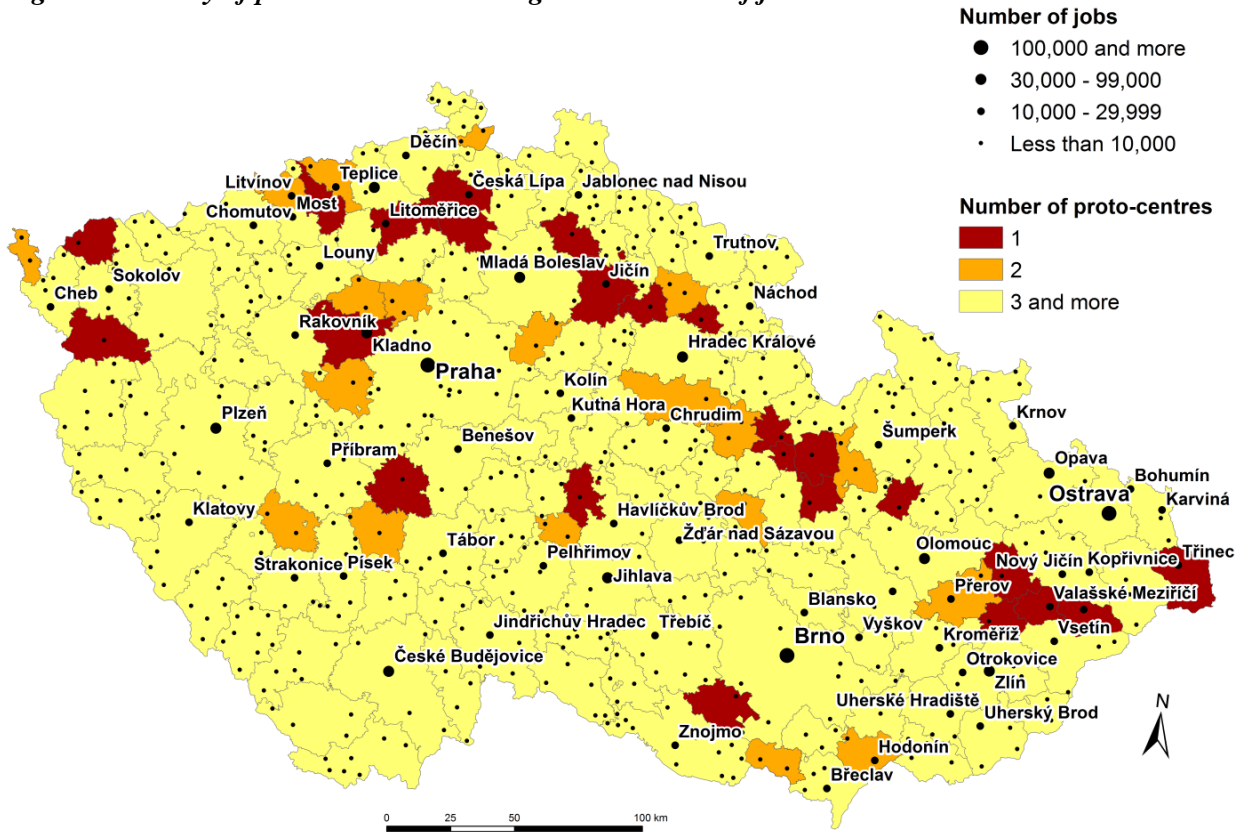 Number of jobs
100,000 and more
30,000 - 99,000
10,000 - 29,999
Less than 10,000
Number of proto-centres
1
2
3 and more
Děčín
Teplice
Litvínov
Česká Lípa
Jablonec nad Nisou
Most
Chomutov
Litoměřice
Trutnov
Louny
Mladá Boleslav
Jičín
Sokolov
Cheb
Náchod
Rakovník
Kladno
Hradec Králové
Praha
Kolín
Kutná Hora
Chrudim
Plzeň
Krnov
Šumperk
Benešov
Příbram
Opava
Bohumín
Ostrava
Karviná
Klatovy
Havlíčkův Brod
Žďár nad Sázavou
Tábor
Pelhřimov
Olomouc
Třinec
Strakonice
Písek
Nový Jičín
Kopřivnice
Jihlava
Přerov
Valašské Meziříčí
Blansko
Jindřichův Hradec
Třebíč
Vyškov
Vsetín
Brno
Kroměříž
České Budějovice
Otrokovice
Zlín
Uherské Hradiště
Uherský Brod
Znojmo
Hodonín
Břeclav
N
0 25 50 100 km